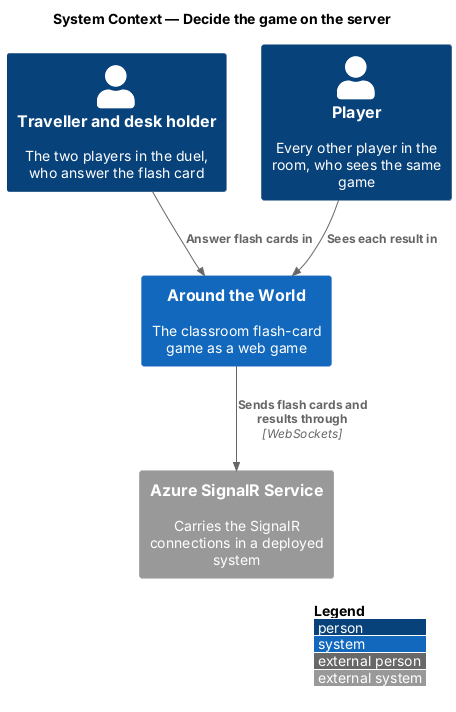 System Context — Decide the game on the server
Traveller and desk holder
The two players in the duel,
who answer the flash card
Player
Every other player in the
room, who sees the same
game
Answer flash cards in
Sees each result in
Around the World
The classroom flash-card
game as a web game
Sends flash cards and
results through
[WebSockets]
Azure SignalR Service
Carries the SignalR
connections in a deployed
system
Legend
person
system
external person
external system